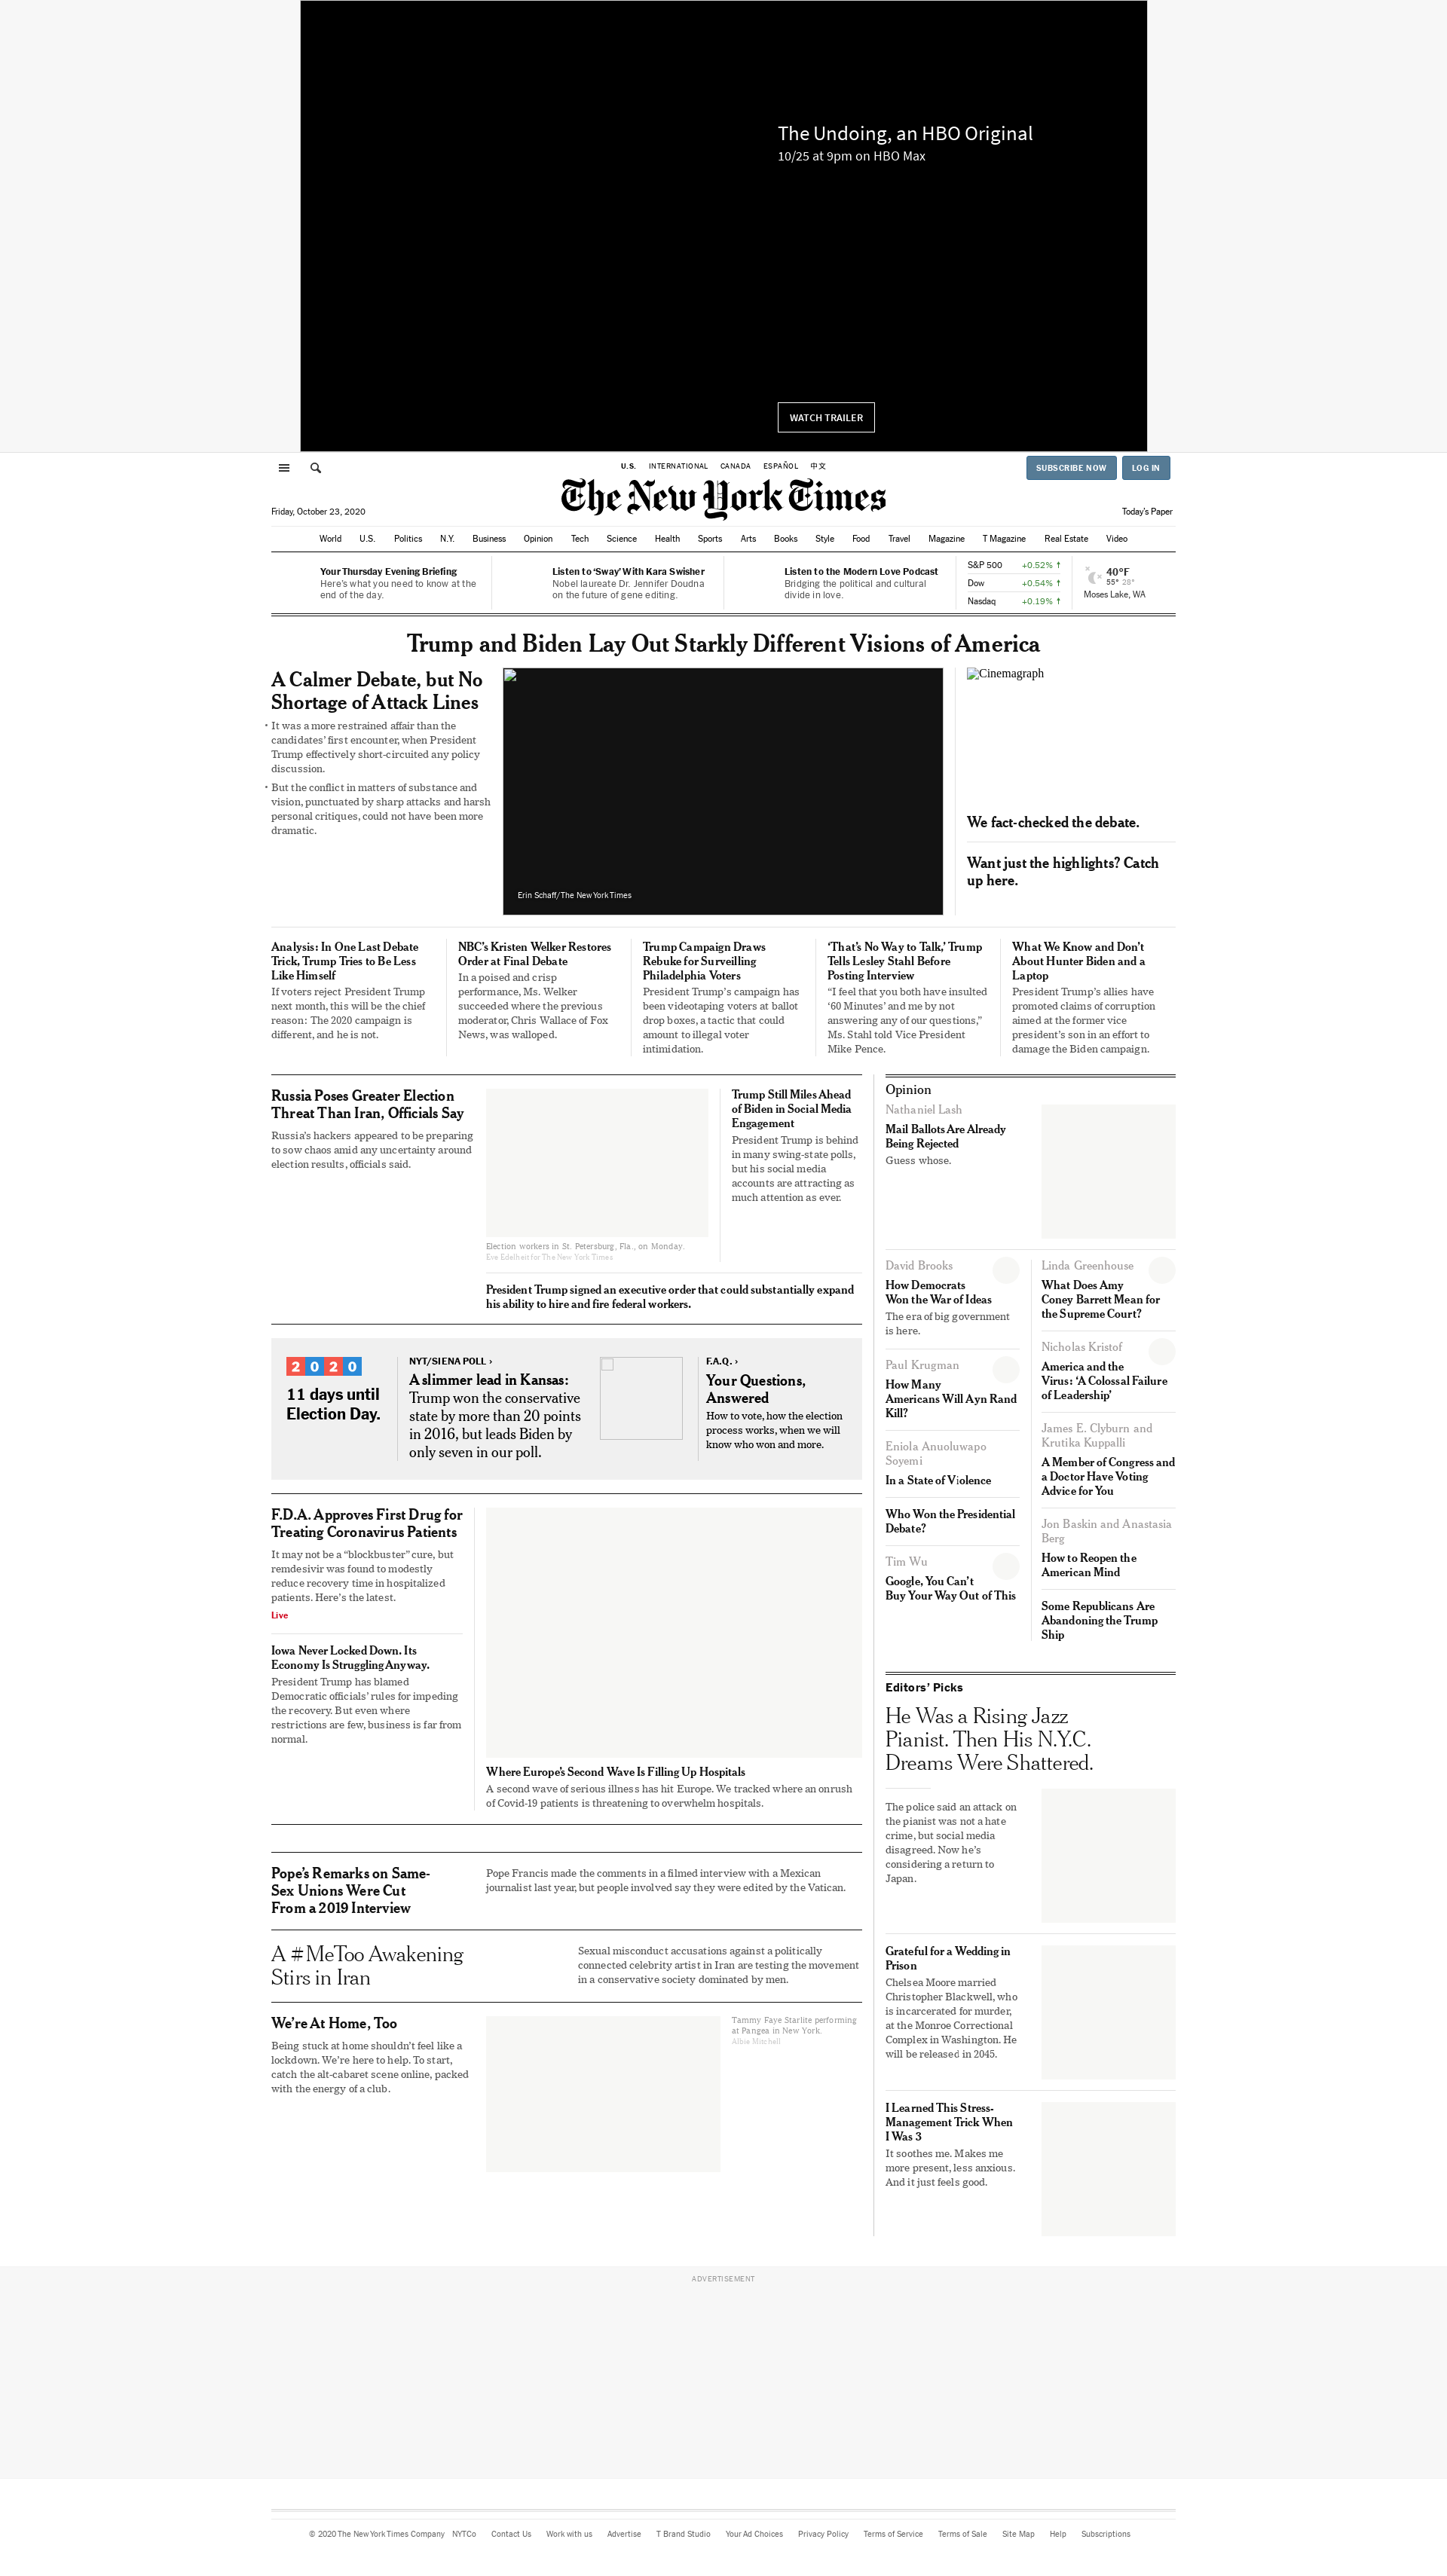 The Undoing, an HBO Original
10/25 at 9pm on HBO Max
WATCH TRAILER
U.S. INTERNATIONAL CANADA ESPAÑOL 中文
SUBSCRIBE NOW LOG IN
The New York Times
Friday, October 23, 2020
Today's Paper
World U.S. Politics N.Y. Business Opinion Tech Science Health Sports Arts Books Style Food Travel Magazine T Magazine Real Estate Video
Your Thursday Evening Briefing
Here's what you need to know at the
end of the day.
Listen to ‘Sway’ With Kara Swisher
Nobel laureate Dr. Jennifer Doudna
on the future of gene editing.
Listen to the Modern Love Podcast
Bridging the political and cultural
divide in love.
S&P 500 +0.52% ↑
Dow +0.54% ↑
Nasdaq +0.19% ↑
40°F
55° 28°
Moses Lake, WA
Trump and Biden Lay Out Starkly Different Visions of America
A Calmer Debate, but No
Shortage of Attack Lines
• It was a more restrained affair than the
candidates’ first encounter, when President
Trump effectively short-circuited any policy
discussion.
• But the conflict in matters of substance and
vision, punctuated by sharp attacks and harsh
personal critiques, could not have been more
dramatic.
Erin Schaff/The New York Times
Cinemagraph
We fact-checked the debate.
Want just the highlights? Catch
up here.
Analysis: In One Last Debate
Trick, Trump Tries to Be Less
Like Himself
If voters reject President Trump
next month, this will be the chief
reason: The 2020 campaign is
different, and he is not.
NBC’s Kristen Welker Restores
Order at Final Debate
In a poised and crisp
performance, Ms. Welker
succeeded where the previous
moderator, Chris Wallace of Fox
News, was walloped.
Trump Campaign Draws
Rebuke for Surveilling
Philadelphia Voters
President Trump’s campaign has
been videotaping voters at ballot
drop boxes, a tactic that could
amount to illegal voter
intimidation.
‘That’s No Way to Talk,’ Trump
Tells Lesley Stahl Before
Posting Interview
“I feel that you both have insulted
‘60 Minutes’ and me by not
answering any of our questions,”
Ms. Stahl told Vice President
Mike Pence.
What We Know and Don’t
About Hunter Biden and a
Laptop
President Trump’s allies have
promoted claims of corruption
aimed at the former vice
president’s son in an effort to
damage the Biden campaign.
Russia Poses Greater Election
Threat Than Iran, Officials Say
Russia’s hackers appeared to be preparing
to sow chaos amid any uncertainty around
election results, officials said.
Election workers in St. Petersburg, Fla., on Monday.
Eve Edelheit for The New York Times
Trump Still Miles Ahead
of Biden in Social Media
Engagement
President Trump is behind
in many swing-state polls,
but his social media
accounts are attracting as
much attention as ever.
President Trump signed an executive order that could substantially expand
his ability to hire and fire federal workers.
2020
11 days until
Election Day.
NYT/SIENA POLL ›
A slimmer lead in Kansas:
Trump won the conservative
state by more than 20 points
in 2016, but leads Biden by
only seven in our poll.
F.A.Q. ›
Your Questions,
Answered
How to vote, how the election
process works, when we will
know who won and more.
F.D.A. Approves First Drug for
Treating Coronavirus Patients
It may not be a “blockbuster” cure, but
remdesivir was found to modestly
reduce recovery time in hospitalized
patients. Here’s the latest.
Live
Iowa Never Locked Down. Its
Economy Is Struggling Anyway.
President Trump has blamed
Democratic officials’ rules for impeding
the recovery. But even where
restrictions are few, business is far from
normal.
Where Europe’s Second Wave Is Filling Up Hospitals
A second wave of serious illness has hit Europe. We tracked where an onrush
of Covid-19 patients is threatening to overwhelm hospitals.
Pope’s Remarks on Same-
Sex Unions Were Cut
From a 2019 Interview
Pope Francis made the comments in a filmed interview with a Mexican
journalist last year, but people involved say they were edited by the Vatican.
A #MeToo Awakening
Stirs in Iran
Sexual misconduct accusations against a politically
connected celebrity artist in Iran are testing the movement
in a conservative society dominated by men.
We’re At Home, Too
Being stuck at home shouldn’t feel like a
lockdown. We’re here to help. To start,
catch the alt-cabaret scene online, packed
with the energy of a club.
Tammy Faye Starlite performing
at Pangea in New York.
Albie Mitchell
Opinion
Nathaniel Lash
Mail Ballots Are Already
Being Rejected
Guess whose.
David Brooks
How Democrats
Won the War of Ideas
The era of big government
is here.
Paul Krugman
How Many
Americans Will Ayn Rand
Kill?
Eniola Anuoluwapo
Soyemi
In a State of Violence
Who Won the Presidential
Debate?
Tim Wu
Google, You Can’t
Buy Your Way Out of This
Linda Greenhouse
What Does Amy
Coney Barrett Mean for
the Supreme Court?
Nicholas Kristof
America and the
Virus: ‘A Colossal Failure
of Leadership’
James E. Clyburn and
Krutika Kuppalli
A Member of Congress and
a Doctor Have Voting
Advice for You
Jon Baskin and Anastasia
Berg
How to Reopen the
American Mind
Some Republicans Are
Abandoning the Trump
Ship
Editors’ Picks
He Was a Rising Jazz
Pianist. Then His N.Y.C.
Dreams Were Shattered.
The police said an attack on
the pianist was not a hate
crime, but social media
disagreed. Now he’s
considering a return to
Japan.
Grateful for a Wedding in
Prison
Chelsea Moore married
Christopher Blackwell, who
is incarcerated for murder,
at the Monroe Correctional
Complex in Washington. He
will be released in 2045.
I Learned This Stress-
Management Trick When
I Was 3
It soothes me. Makes me
more present, less anxious.
And it just feels good.
ADVERTISEMENT
© 2020 The New York Times Company NYTCo Contact Us Work with us Advertise T Brand Studio Your Ad Choices Privacy Policy Terms of Service Terms of Sale Site Map Help Subscriptions